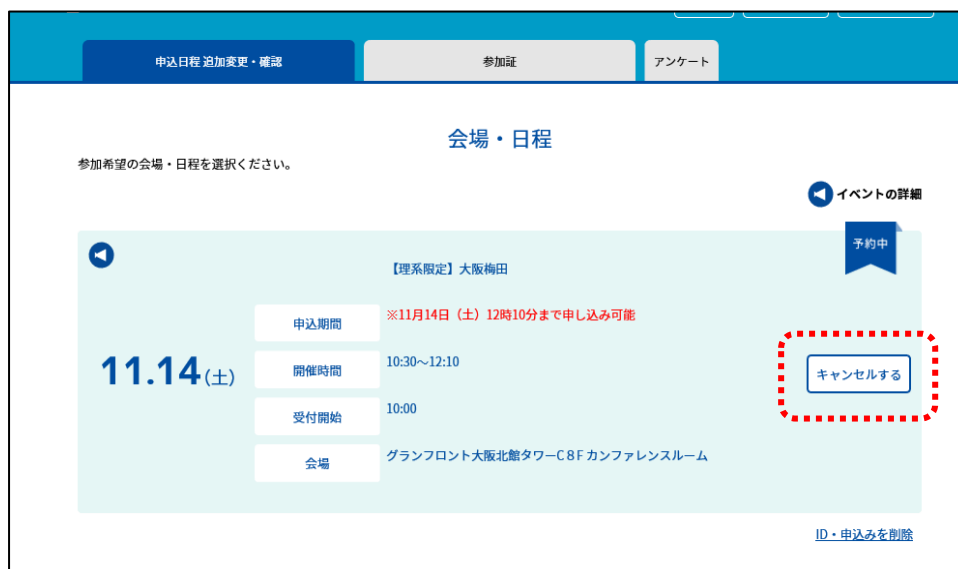 申込日程 追加変更・確認
参加証
アンケート
会場・日程
参加希望の会場・日程を選択ください。
イベントの詳細
予約中
【理系限定】大阪梅田
11.14(土)
申込期間
※11月14日（土）12時10分まで申し込み可能
開催時間
10:30～12:10
キャンセルする
受付開始
10:00
会場
グランフロント大阪北館タワーC８F カンファレンスルーム
ID・申込みを削除